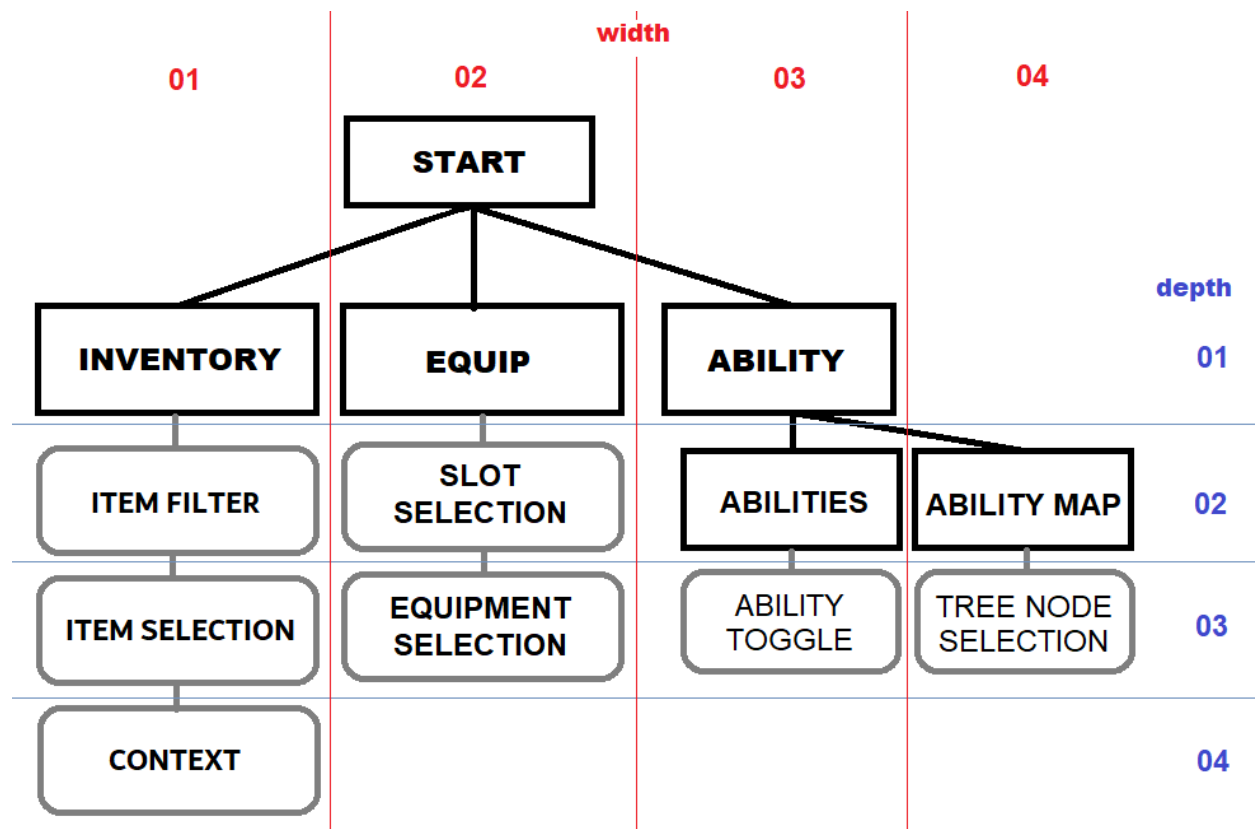 width
01
02
03
04
START
depth
INVENTORY
EQUIP
ABILITY
01
ITEM FILTER
SLOT
SELECTION
ABILITIES
ABILITY MAP
02
ITEM SELECTION
EQUIPMENT
SELECTION
ABILITY
TOGGLE
TREE NODE
SELECTION
03
CONTEXT
04